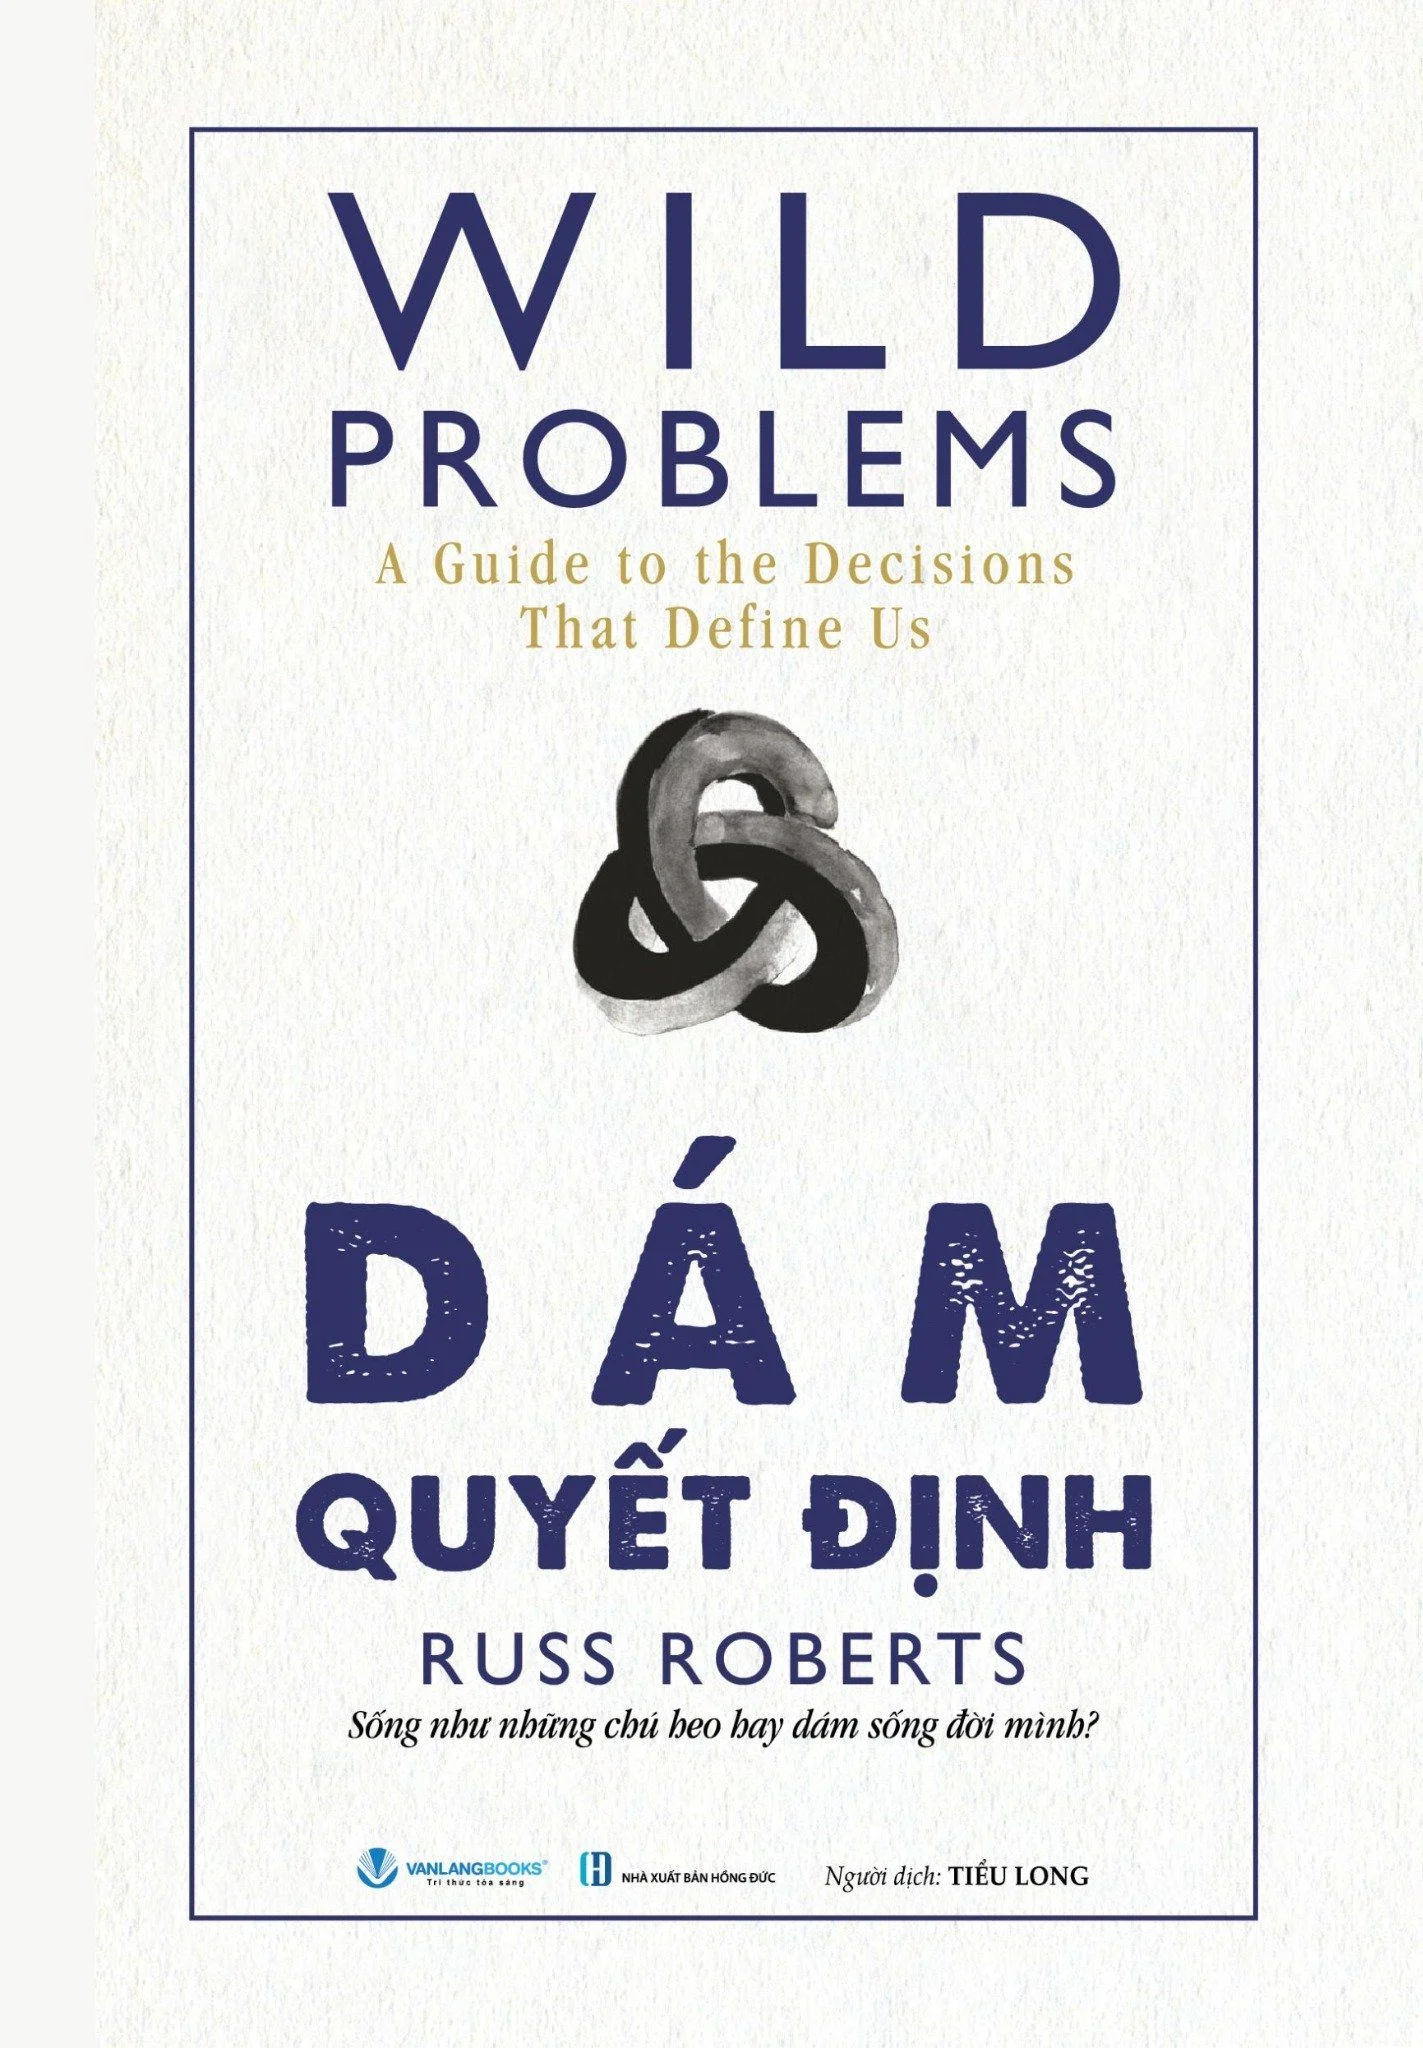 WILD
PROBLEMS
A Guide to the Decisions
That Define Us
DÁM
QUYẾT ĐỊNH
RUSS ROBERTS
Sống như những chú heo hay dám sống đời mình?
VANLANGBOOKS®
Tri thức tỏa sáng
NHÀ XUẤT BẢN HỒNG ĐỨC
Người dịch: TIỂU LONG